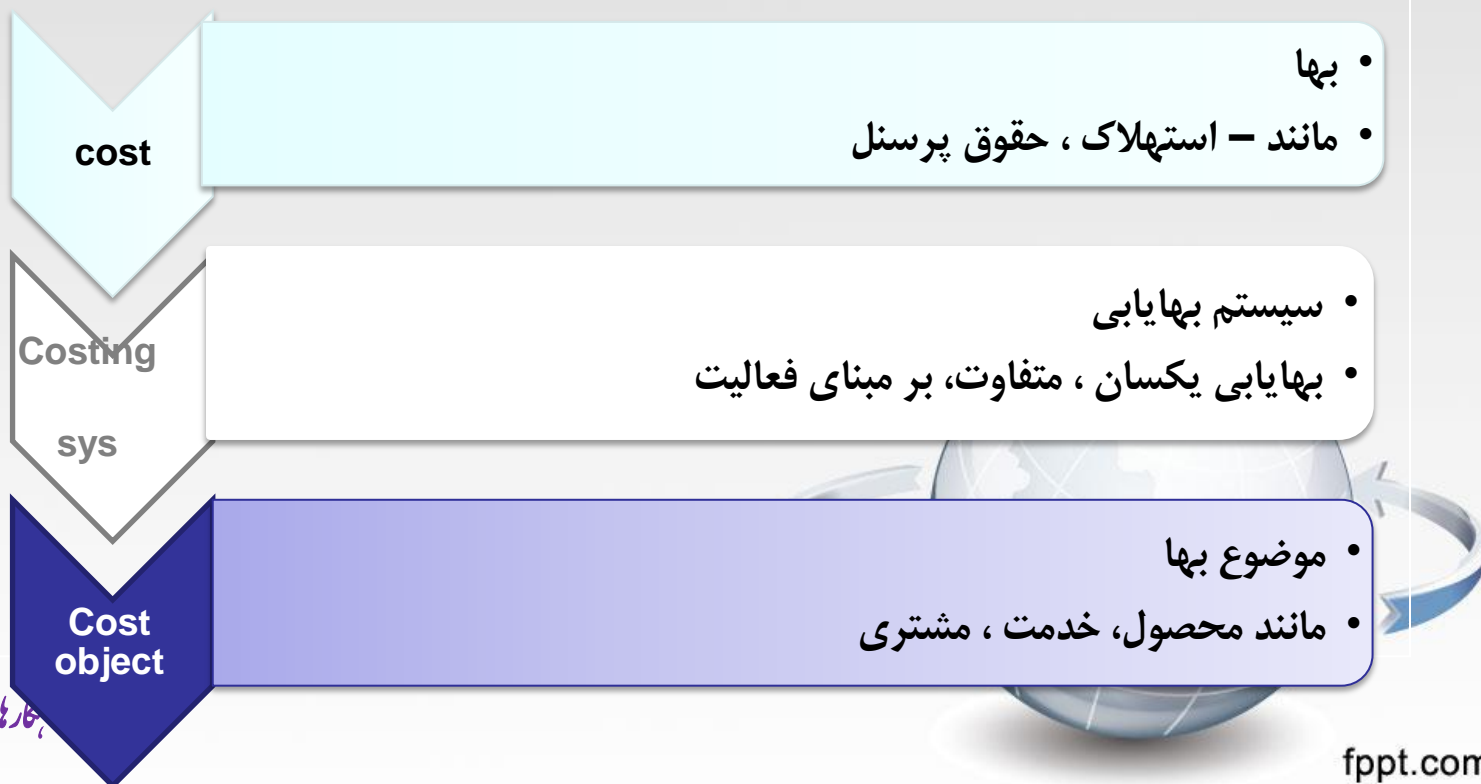 cost
• بها
• مانند – استهلاک ، حقوق پرسنل
Costing
sys
• سیستم بهایابی
• بهایابی یکسان ، متفاوت، بر مبنای فعالیت
Cost
object
• موضوع بها
• مانند محصول، خدمت ، مشتری
fppt.com